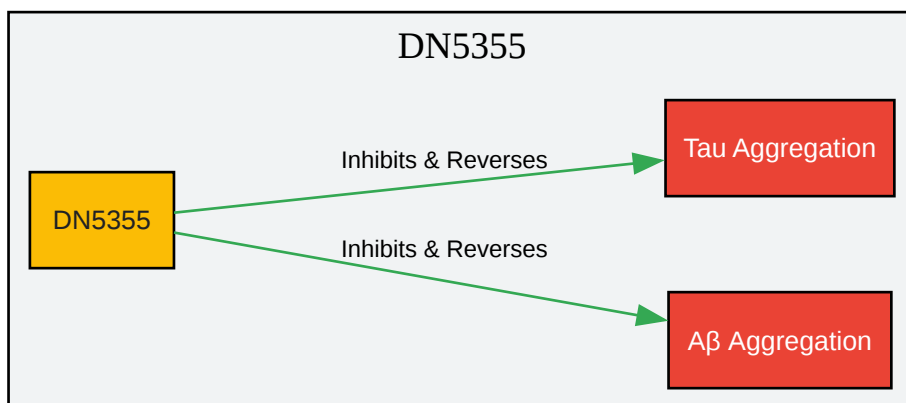 DN5355
Tau Aggregation
Inhibits & Reverses
DN5355
Inhibits & Reverses
Aβ Aggregation